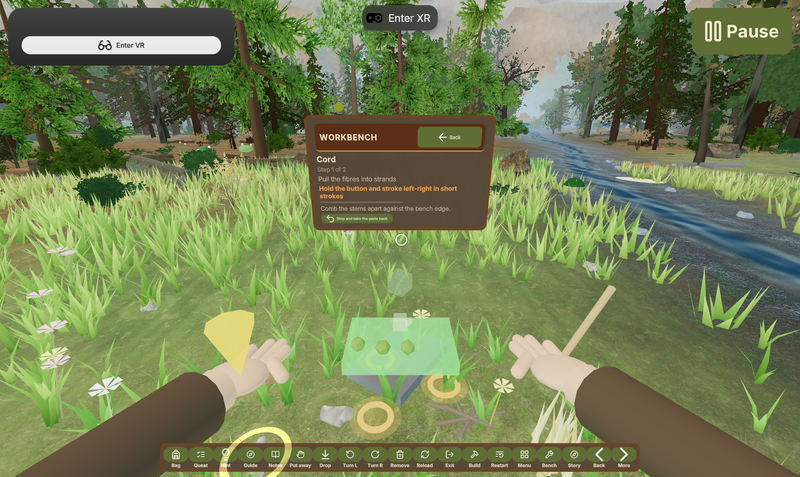 Enter VR
Enter XR
Pause
WORKBENCH
Back
Cord
Step 1 of 2
Pull the fibres into strands
Hold the button and stroke left-right in short
strokes
Comb the stems apart against the bench edge.
Stop and take the parts back
Bag Quest Hint Guide Notes Put away Drop Turn L Turn R Remove Reload Exit Build Restart Menu Bench Story Back More